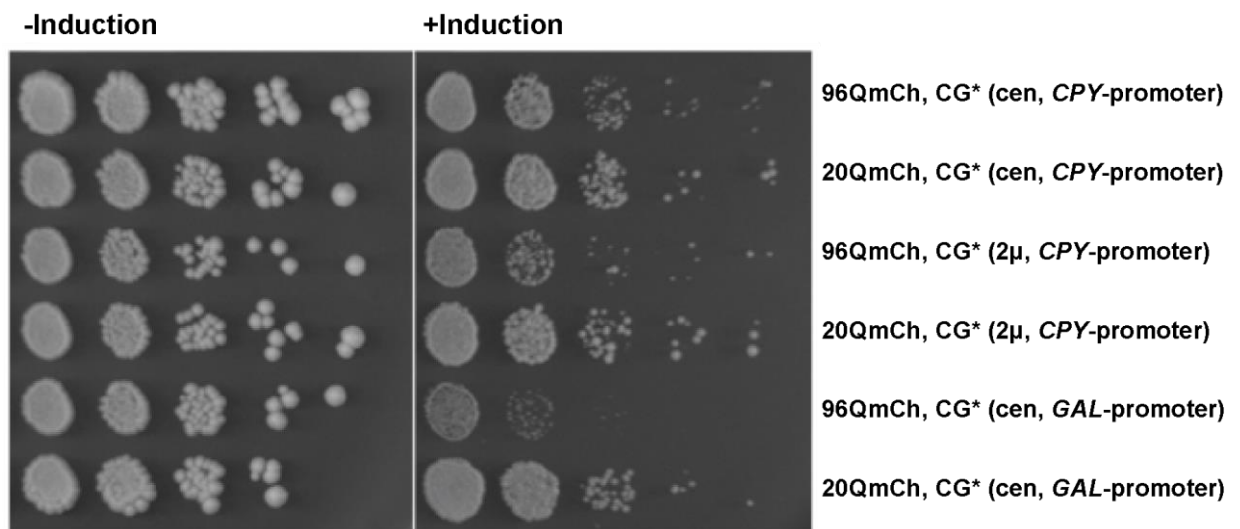 -Induction
+Induction
96QmCh, CG* (cen, CPY-promoter)
20QmCh, CG* (cen, CPY-promoter)
96QmCh, CG* (2µ, CPY-promoter)
20QmCh, CG* (2µ, CPY-promoter)
96QmCh, CG* (cen, GAL-promoter)
20QmCh, CG* (cen, GAL-promoter)